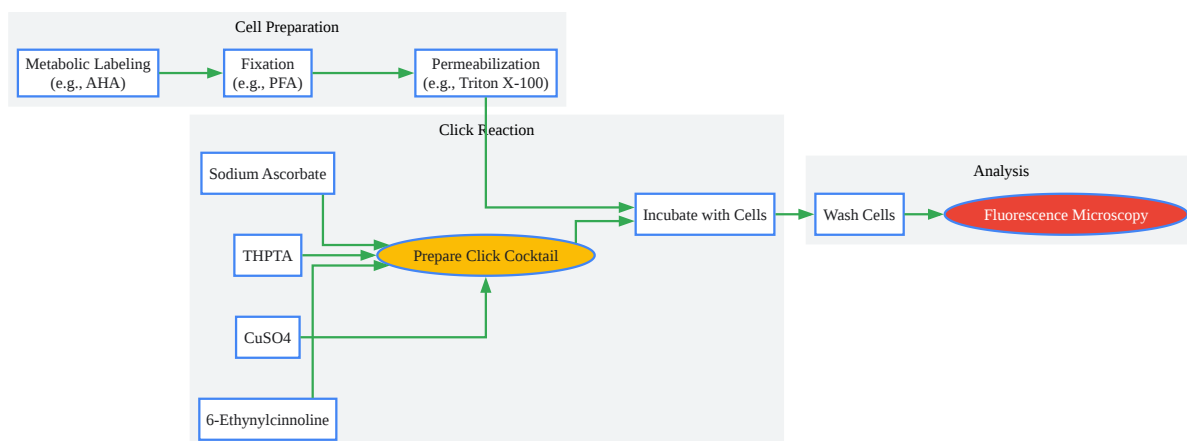 Cell Preparation
Metabolic Labeling
(e.g., AHA)
Fixation
(e.g., PFA)
Permeabilization
(e.g., Triton X-100)
Click Reaction
Sodium Ascorbate
THPTA
CuSO4
6-Ethynylcinnoline
Prepare Click Cocktail
Incubate with Cells
Analysis
Wash Cells
Fluorescence Microscopy